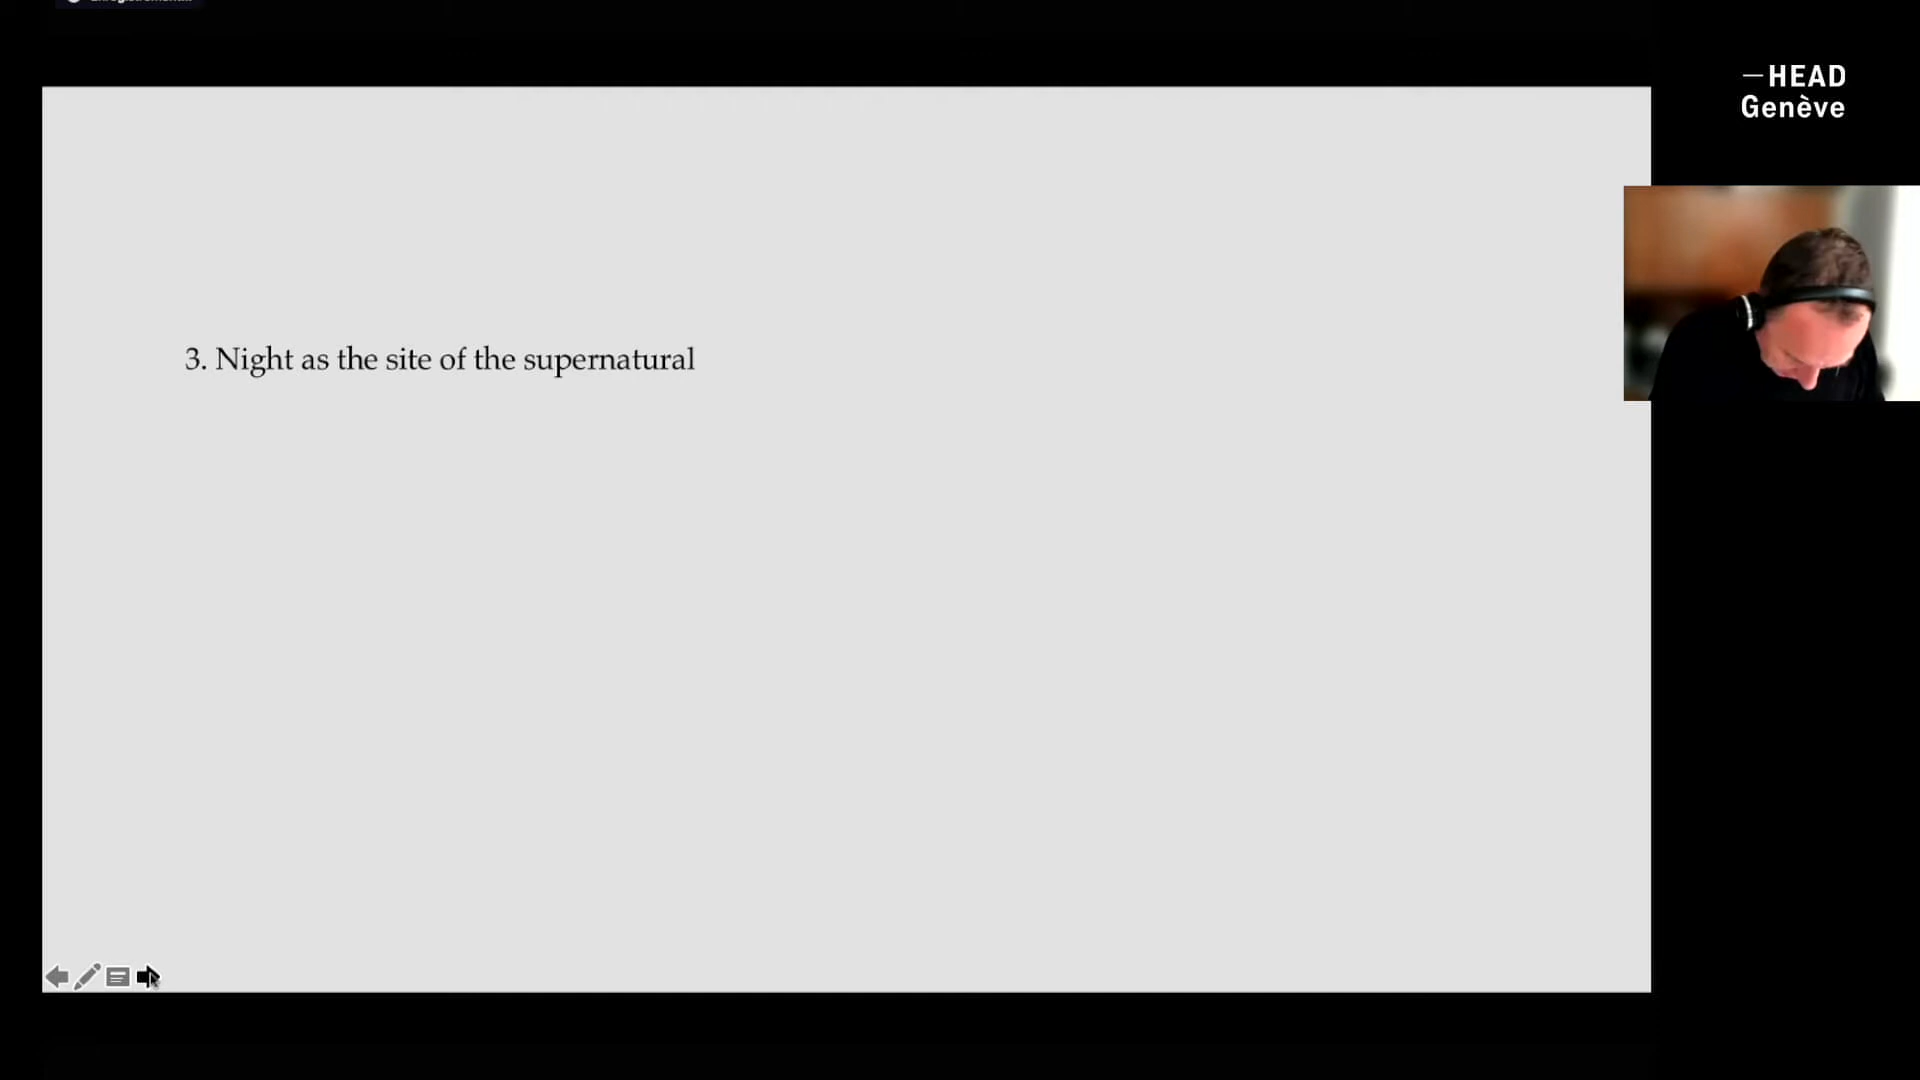 —HEAD
Genève
3. Night as the site of the supernatural